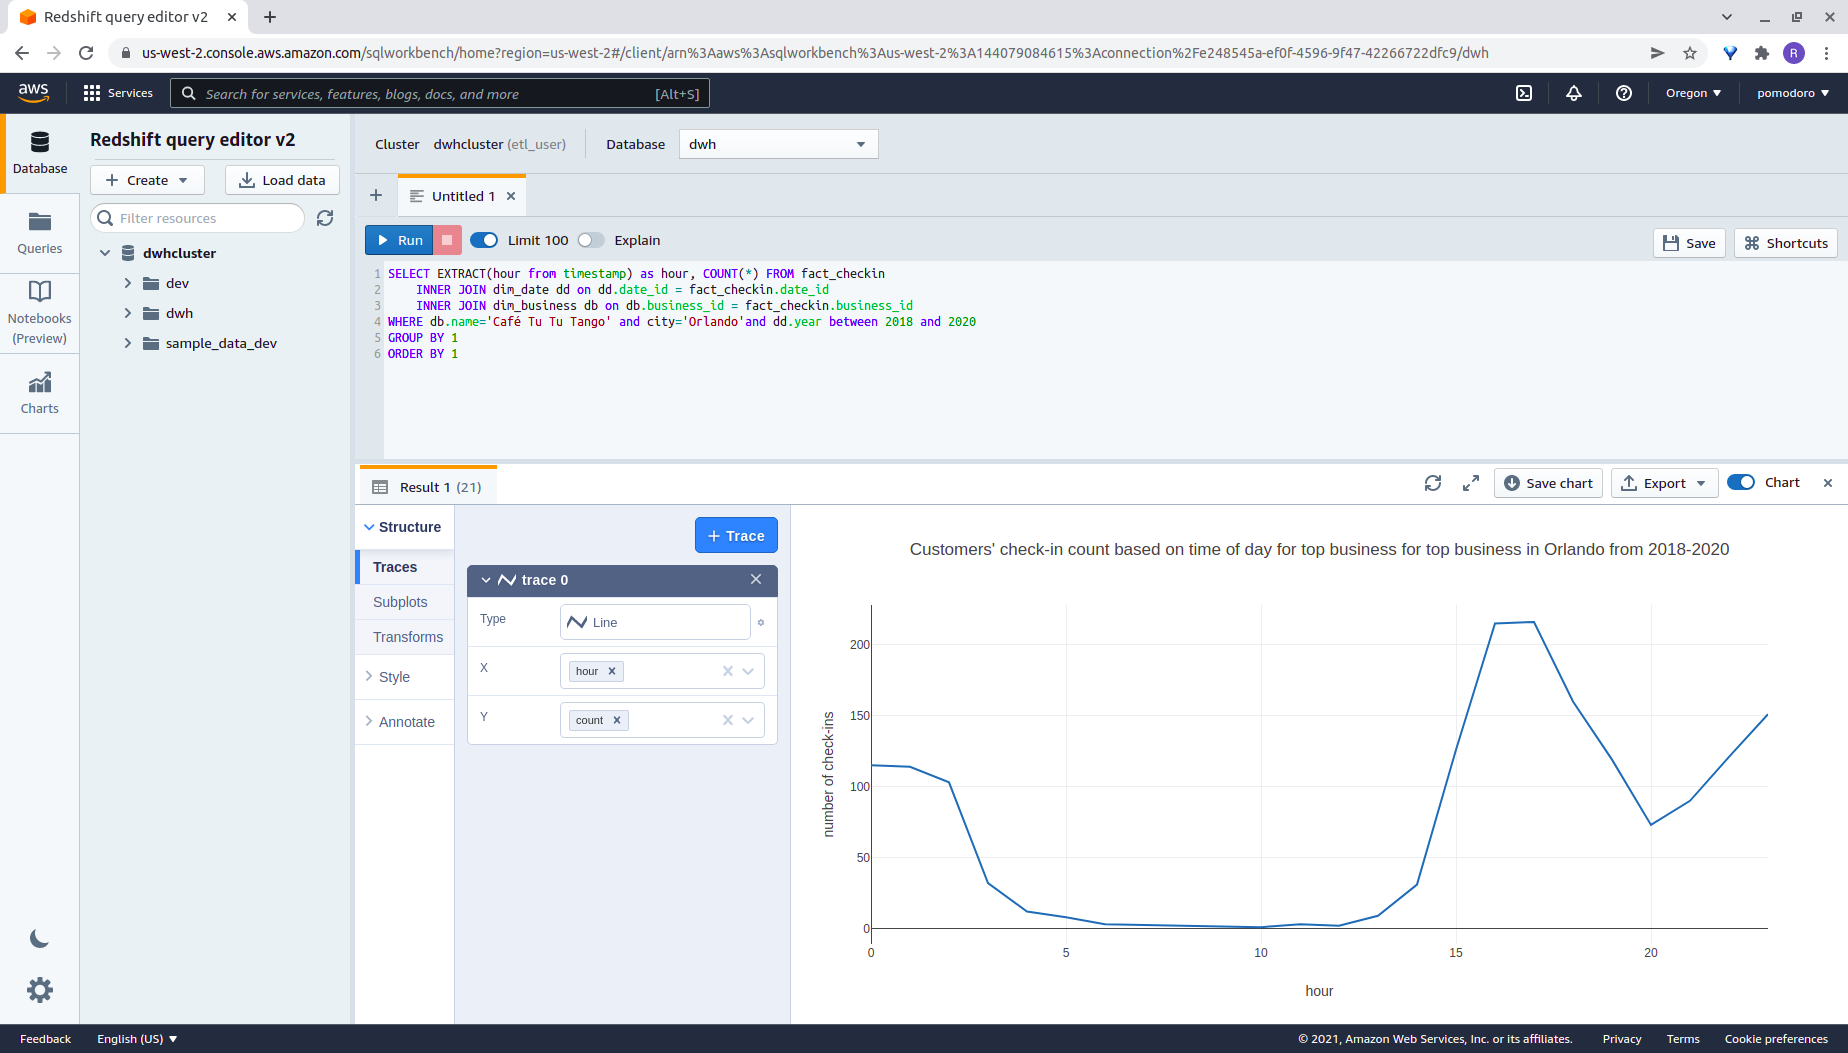 Redshift query editor v2
us-west-2.console.aws.amazon.com/sqlworkbench/home?region=us-west-2#/client/arn%3Aaws%3Asqlworkbench%3Aus-west-2%3A144079084615%3Aconnection%2Fe248545a-ef0f-4596-9f47-42266722dfc9/dwh
R
aws
Services
Search for services, features, blogs, docs, and more
[Alt+S]
Oregon
pomodoro
Database
Queries
Notebooks
(Preview)
Charts
Redshift query editor v2
Create
Load data
Filter resources
dwhcluster
dev
dwh
sample_data_dev
Cluster dwhcluster (etl_user)
Database dwh
Untitled 1
Run
Limit 100
Explain
Save
Shortcuts
1 SELECT EXTRACT(hour from timestamp) as hour, COUNT(*) FROM fact_checkin
2 INNER JOIN dim_date dd on dd.date_id = fact_checkin.date_id
3 INNER JOIN dim_business db on db.business_id = fact_checkin.business_id
4 WHERE db.name='Café Tu Tu Tango' and city='Orlando'and dd.year between 2018 and 2020
5 GROUP BY 1
6 ORDER BY 1
Result 1 (21)
Save chart
Export
Chart
Structure
Traces
Subplots
Transforms
Style
Annotate
Trace
trace 0
Type
Line
X
hour
Y
count
Customers' check-in count based on time of day for top business for top business in Orlando from 2018-2020
number of check-ins
200
150
100
50
0
0 5 10 15 20
hour
Feedback
English (US)
© 2021, Amazon Web Services, Inc. or its affiliates.
Privacy
Terms
Cookie preferences